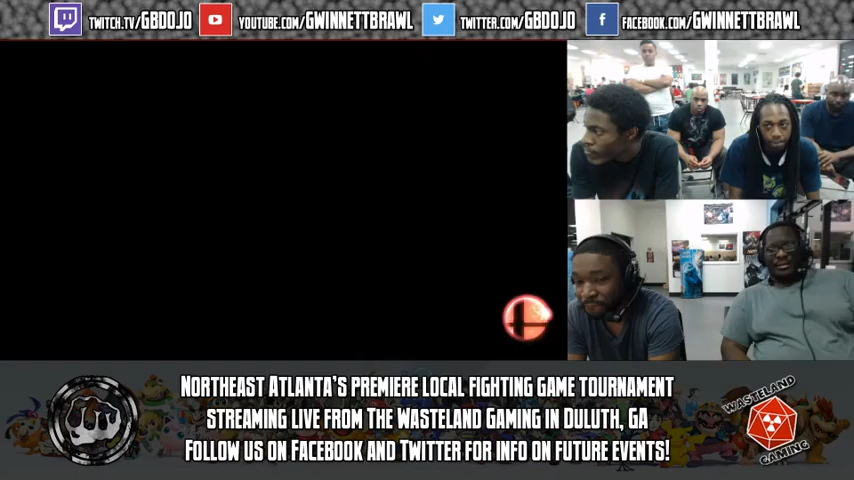 TWITCH.TV/GBDOJO
YOUTUBE.COM/GWINNETTBRAWL
TWITTER.COM/GBDOJO
FACEBOOK.COM/GWINNETTBRAWL
NORTHEAST ATLANTA'S PREMIERE LOCAL FIGHTING GAME TOURNAMENT
STREAMING LIVE FROM THE WASTELAND GAMING IN DULUTH, GA
FOLLOW US ON FACEBOOK AND TWITTER FOR INFO ON FUTURE EVENTS!
WASTELAND
GAMING